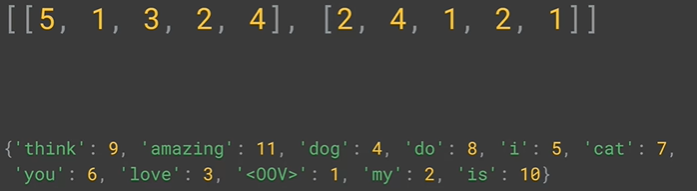 [[5, 1, 3, 2, 4], [2, 4, 1, 2, 1]]
{'think': 9, 'amazing': 11, 'dog': 4, 'do': 8, 'i': 5, 'cat': 7,
'you': 6, 'love': 3, '<OOV>': 1, 'my': 2, 'is': 10}